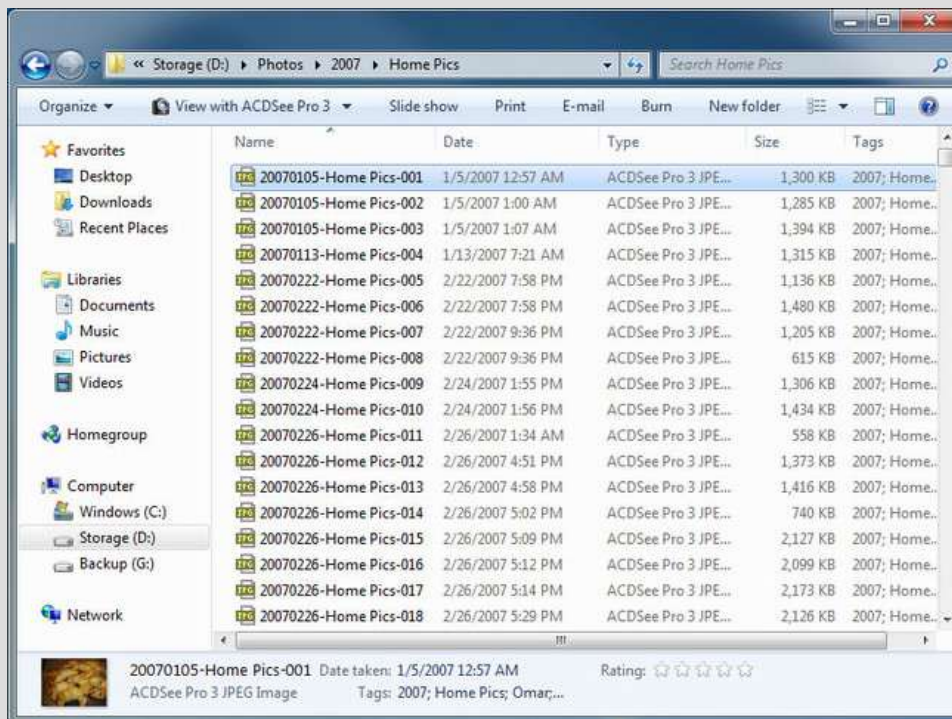 « Storage (D:) Photos 2007 Home Pics Search Home Pics
Organize View with ACDSee Pro 3 Slide show Print E-mail Burn New folder
Favorites
Desktop
Downloads
Recent Places
Libraries
Documents
Music
Pictures
Videos
Homegroup
Computer
Windows (C:)
Storage (D:)
Backup (G:)
Network
Name Date Type Size Tags
20070105-Home Pics-001 1/5/2007 12:57 AM ACDSee Pro 3 JPE... 1,300 KB 2007; Home...
20070105-Home Pics-002 1/5/2007 1:00 AM ACDSee Pro 3 JPE... 1,285 KB 2007; Home...
20070105-Home Pics-003 1/5/2007 1:07 AM ACDSee Pro 3 JPE... 1,394 KB 2007; Home...
20070113-Home Pics-004 1/13/2007 7:21 AM ACDSee Pro 3 JPE... 1,315 KB 2007; Home...
20070222-Home Pics-005 2/22/2007 7:58 PM ACDSee Pro 3 JPE... 1,136 KB 2007; Home...
20070222-Home Pics-006 2/22/2007 7:58 PM ACDSee Pro 3 JPE... 1,480 KB 2007; Home...
20070222-Home Pics-007 2/22/2007 9:36 PM ACDSee Pro 3 JPE... 1,205 KB 2007; Home...
20070222-Home Pics-008 2/22/2007 9:36 PM ACDSee Pro 3 JPE... 615 KB 2007; Home...
20070224-Home Pics-009 2/24/2007 1:55 PM ACDSee Pro 3 JPE... 1,306 KB 2007; Home...
20070224-Home Pics-010 2/24/2007 1:56 PM ACDSee Pro 3 JPE... 1,434 KB 2007; Home...
20070226-Home Pics-011 2/26/2007 1:34 AM ACDSee Pro 3 JPE... 558 KB 2007; Home...
20070226-Home Pics-012 2/26/2007 4:51 PM ACDSee Pro 3 JPE... 1,373 KB 2007; Home...
20070226-Home Pics-013 2/26/2007 4:58 PM ACDSee Pro 3 JPE... 1,416 KB 2007; Home...
20070226-Home Pics-014 2/26/2007 5:02 PM ACDSee Pro 3 JPE... 740 KB 2007; Home...
20070226-Home Pics-015 2/26/2007 5:09 PM ACDSee Pro 3 JPE... 2,127 KB 2007; Home...
20070226-Home Pics-016 2/26/2007 5:12 PM ACDSee Pro 3 JPE... 2,099 KB 2007; Home...
20070226-Home Pics-017 2/26/2007 5:14 PM ACDSee Pro 3 JPE... 2,173 KB 2007; Home...
20070226-Home Pics-018 2/26/2007 5:29 PM ACDSee Pro 3 JPE... 2,126 KB 2007; Home...
20070105-Home Pics-001 Date taken: 1/5/2007 12:57 AM Rating:
ACDSee Pro 3 JPEG Image Tags: 2007; Home Pics; Omar;...